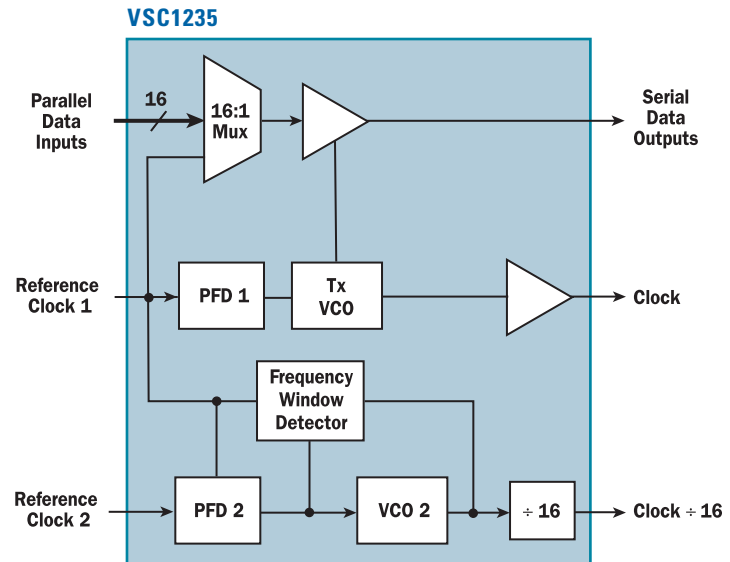 VSC1235
Parallel
Data
Inputs
16
16:1
Mux
Serial
Data
Outputs
Reference
Clock 1
PFD 1
Tx
VCO
Clock
Frequency
Window
Detector
Reference
Clock 2
PFD 2
VCO 2
÷ 16
Clock ÷ 16